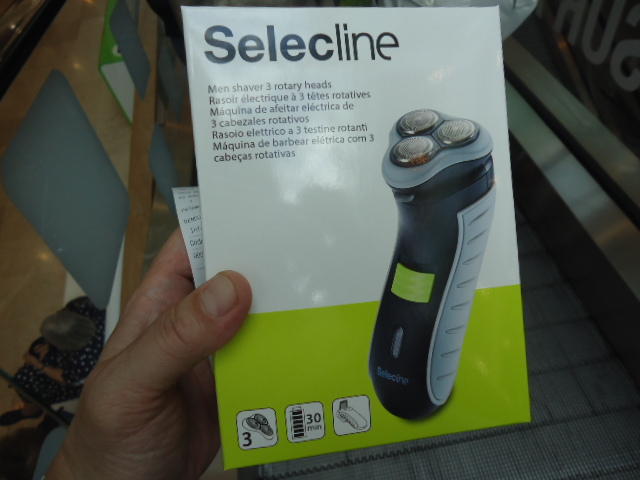 Selecline
Men shaver 3 rotary heads
Rasoir électrique à 3 têtes rotatives
Máquina de afeitar eléctrica de
3 cabezales rotativos
Rasoio elettrico a 3 testine rotanti
Máquina de barbear elétrica com 3
cabeças rotativas
Selecline
3
30
min